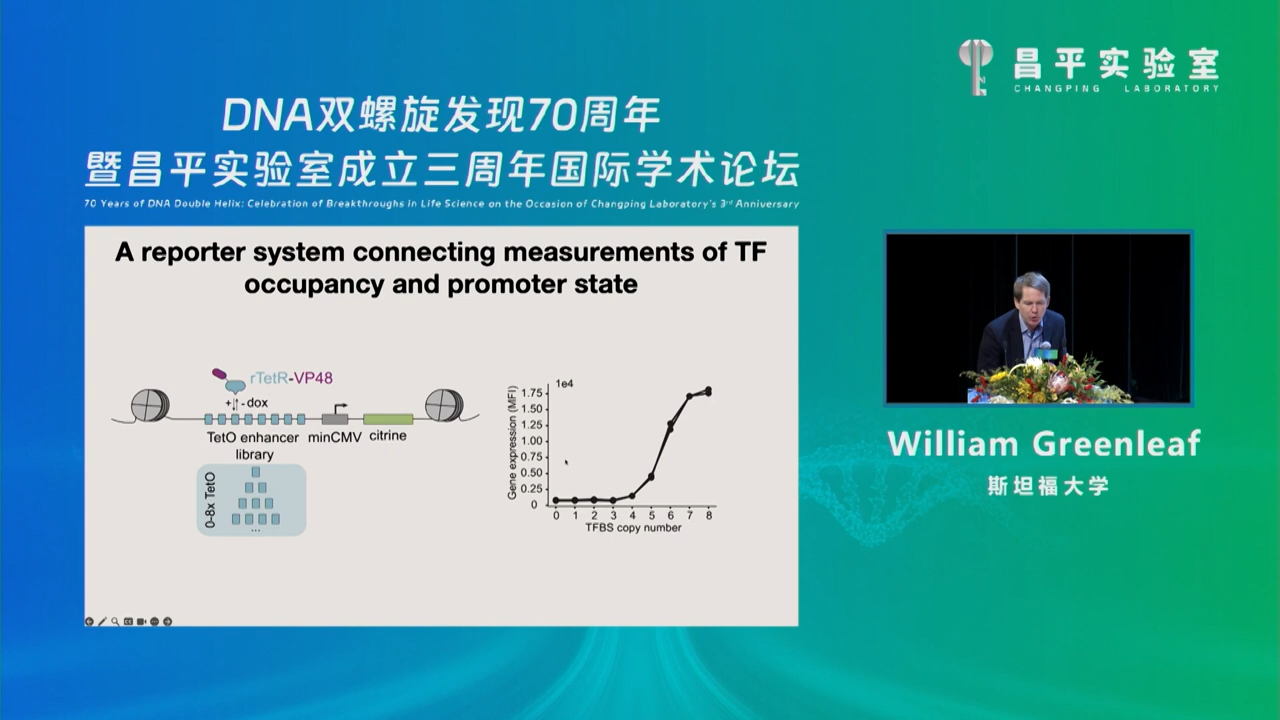 昌平实验室
CHANGPING LABORATORY
DNA双螺旋发现70周年
暨昌平实验室成立三周年国际学术论坛
70 Years of DNA Double Helix: Celebration of Breakthroughs in Life Science on the Occasion of Changping Laboratory's 3rd Anniversary
A reporter system connecting measurements of TF
occupancy and promoter state
rTetR-VP48
+ - dox
TetO enhancer
library
minCMV
citrine
0-8x TetO
...
1e4
Gene expression (MFI)
1.75
1.50
1.25
1.00
0.75
0.50
0.25
0
0 1 2 3 4 5 6 7 8
TFBS copy number
William Greenleaf
斯坦福大学